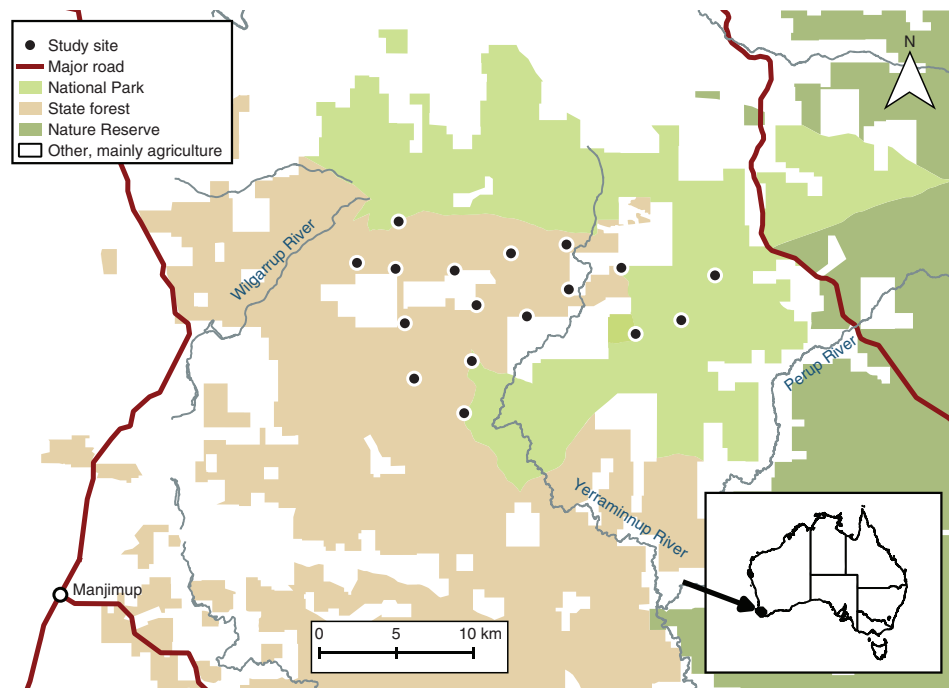 Study site
Major road
National Park
State forest
Nature Reserve
Other, mainly agriculture
N
Wilgarrup River
Perup River
Yerraminnup River
Manjimup
0 5 10 km